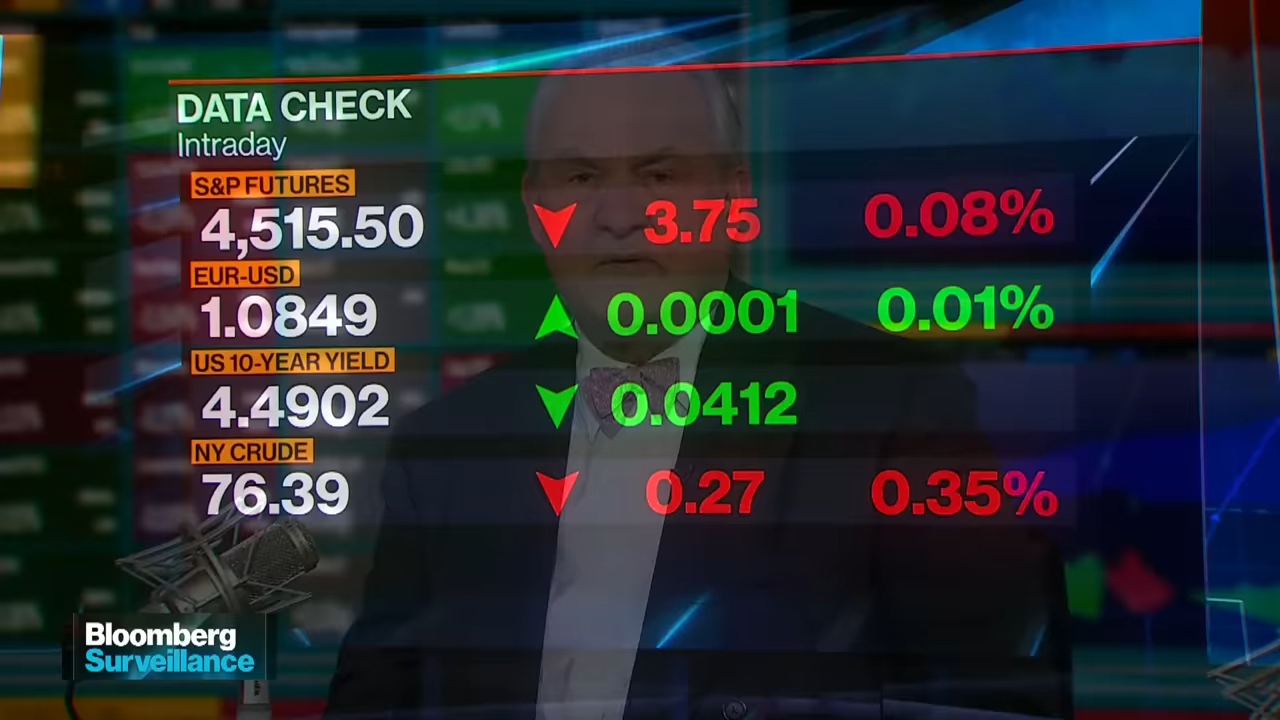 DATA CHECK
Intraday
S&P FUTURES
4,515.50 3.75 0.08%
EUR-USD
1.0849 0.0001 0.01%
US 10-YEAR YIELD
4.4902 0.0412
NY CRUDE
76.39 0.27 0.35%
Bloomberg
Surveillance